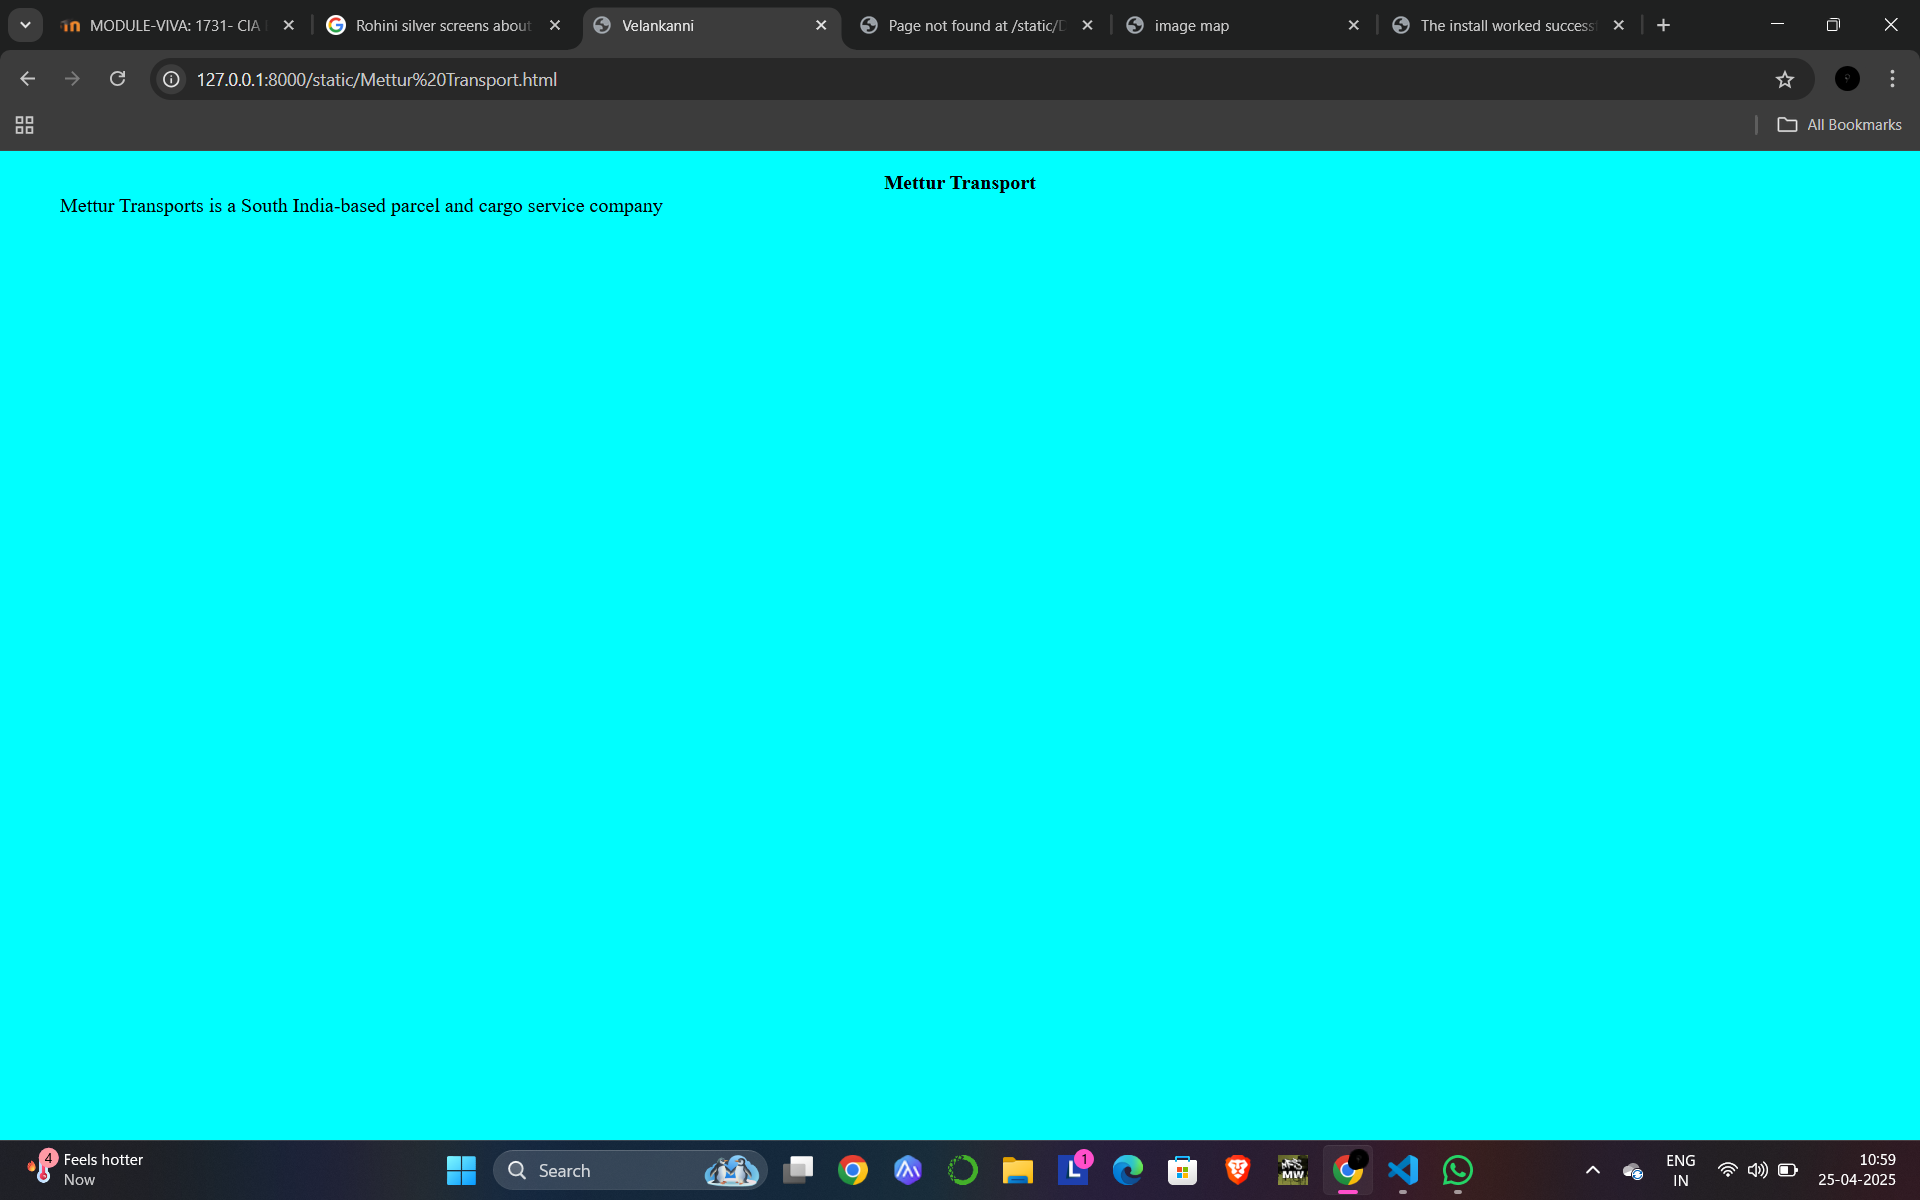 MODULE-VIVA: 1731- CIA
Rohini silver screens about
Velankanni
Page not found at /static/D
image map
The install worked success
127.0.0.1:8000/static/Mettur%20Transport.html
All Bookmarks
Mettur Transport
Mettur Transports is a South India-based parcel and cargo service company
4
Feels hotter
Now
Search
L
1
MW
ENG
IN
10:59
25-04-2025